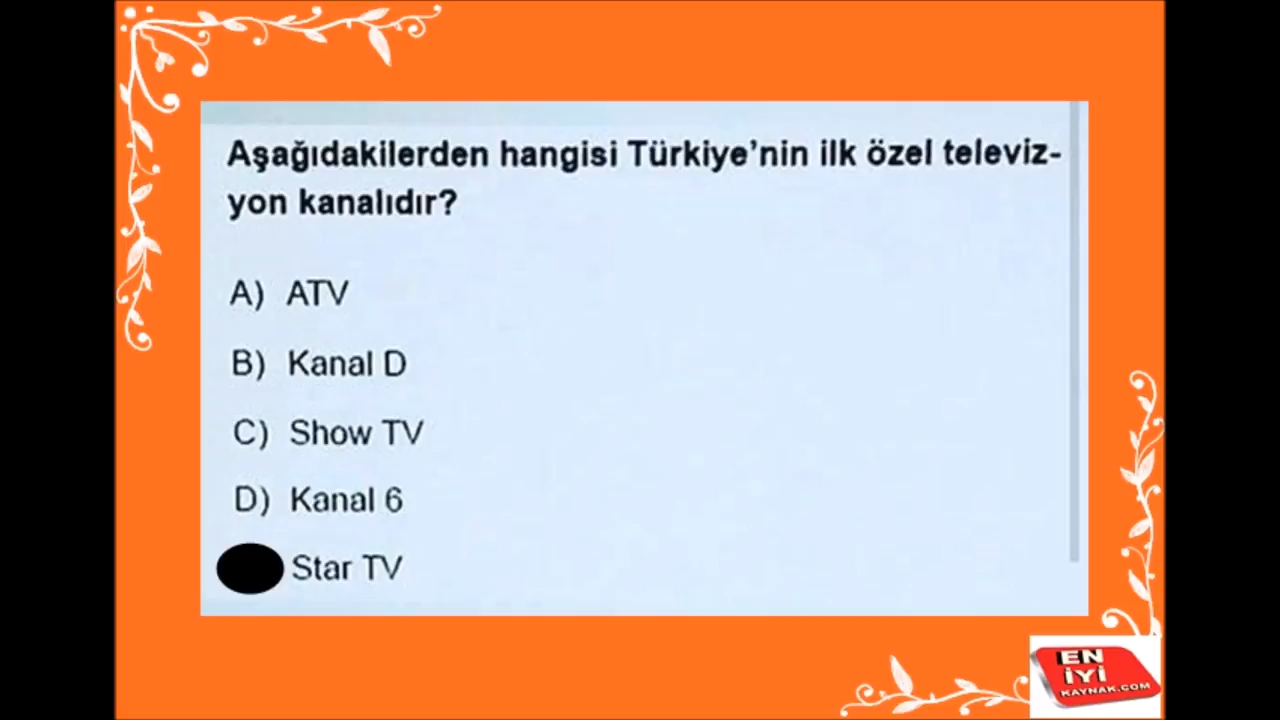 Aşağıdakilerden hangisi Türkiye'nin ilk özel televiz-
yon kanalıdır?
A) ATV
B) Kanal D
C) Show TV
D) Kanal 6
Star TV
EN
İYİ
KAYNAK.COM